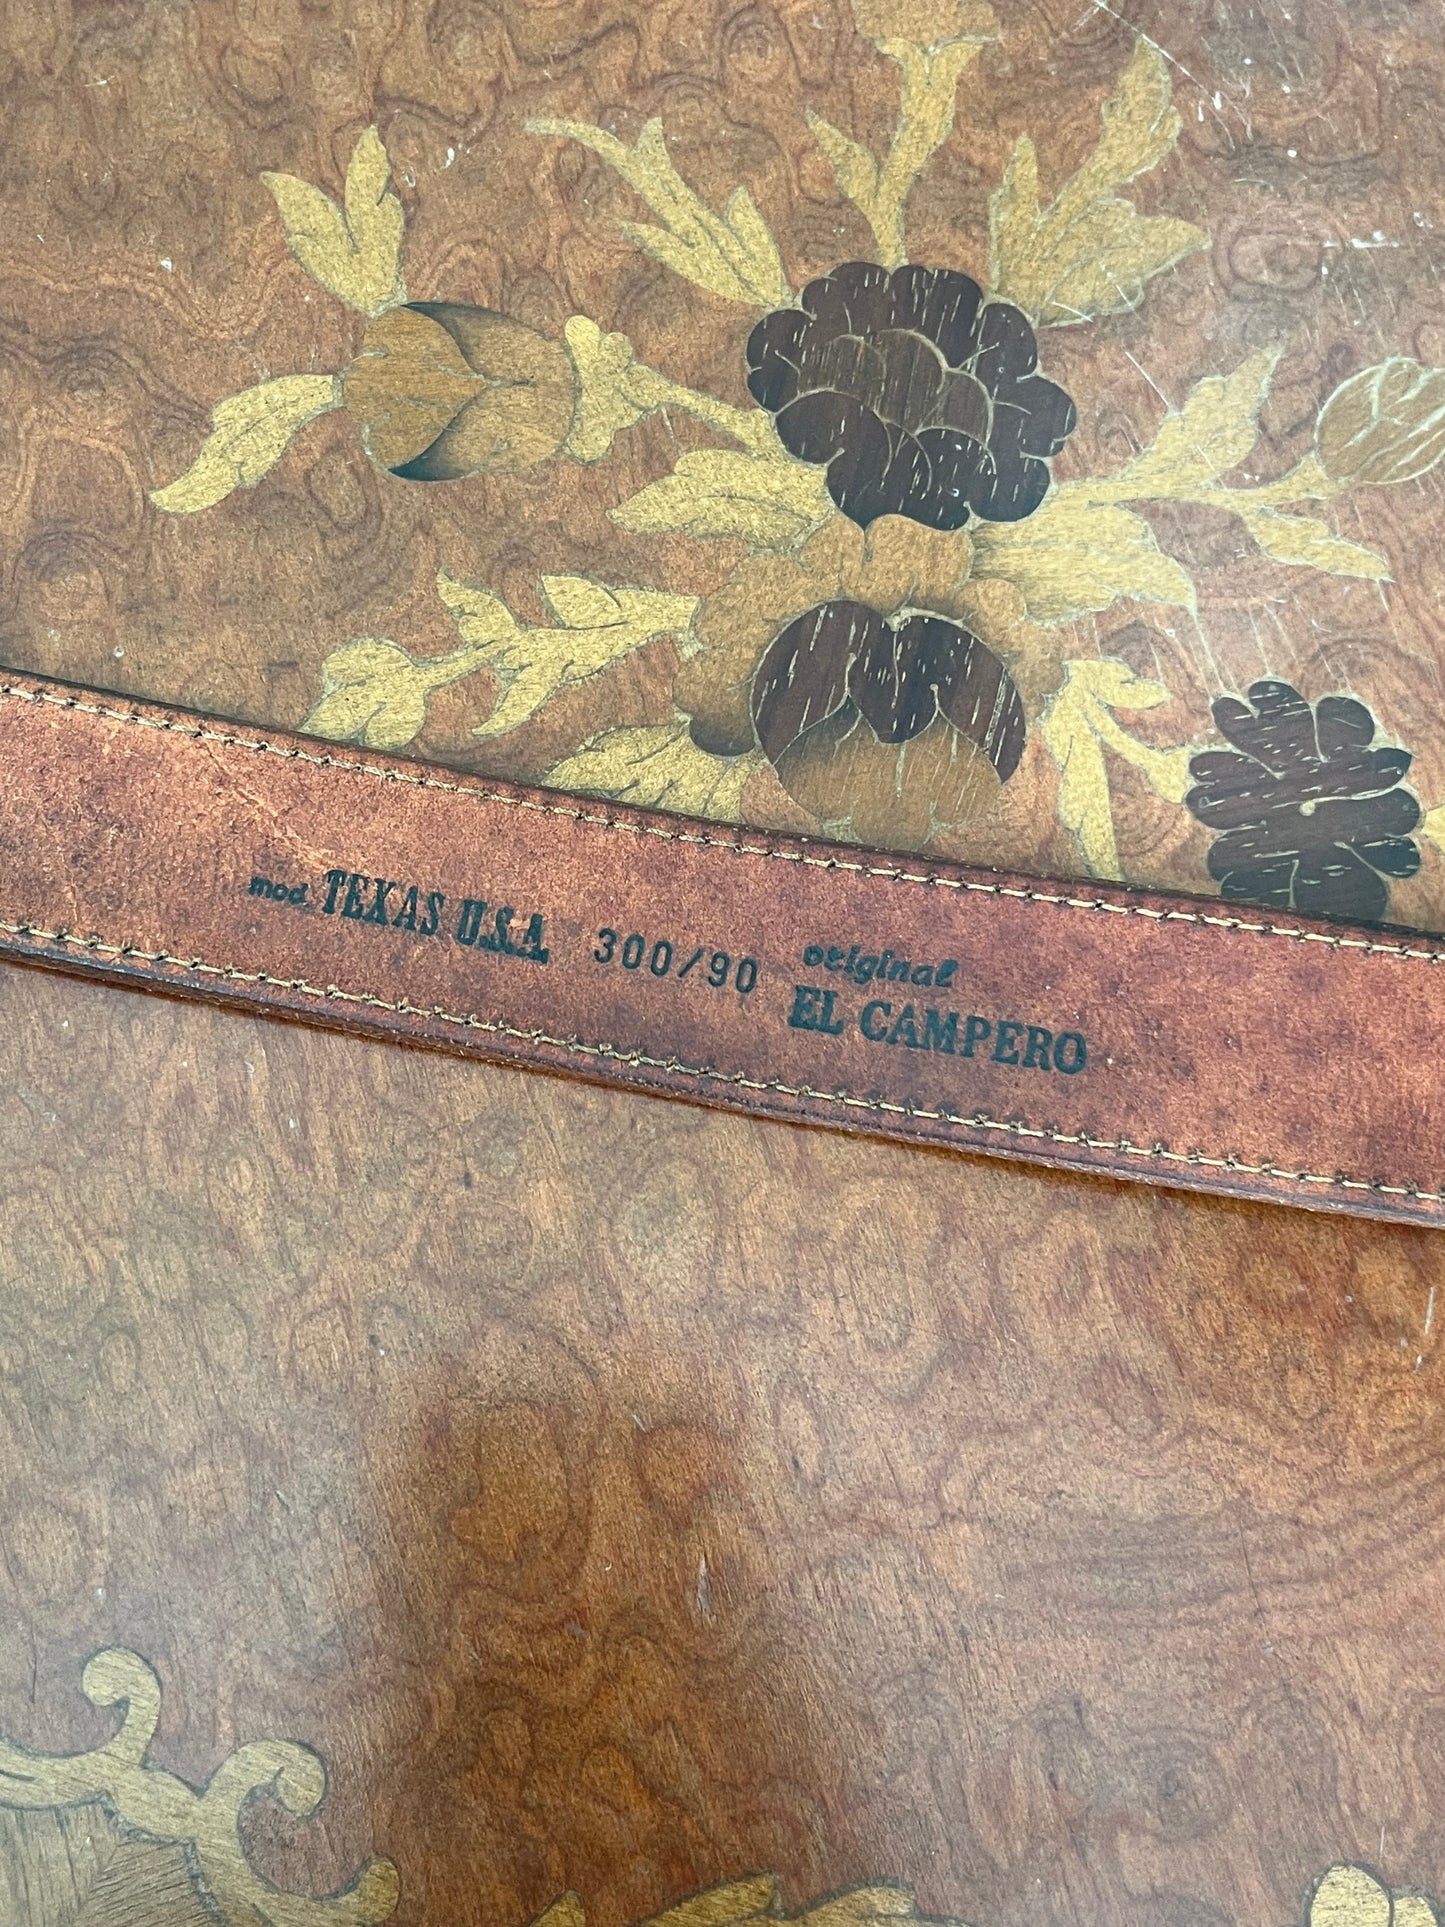 mod. TEXAS U.S.A. 300/90 original
EL CAMPERO